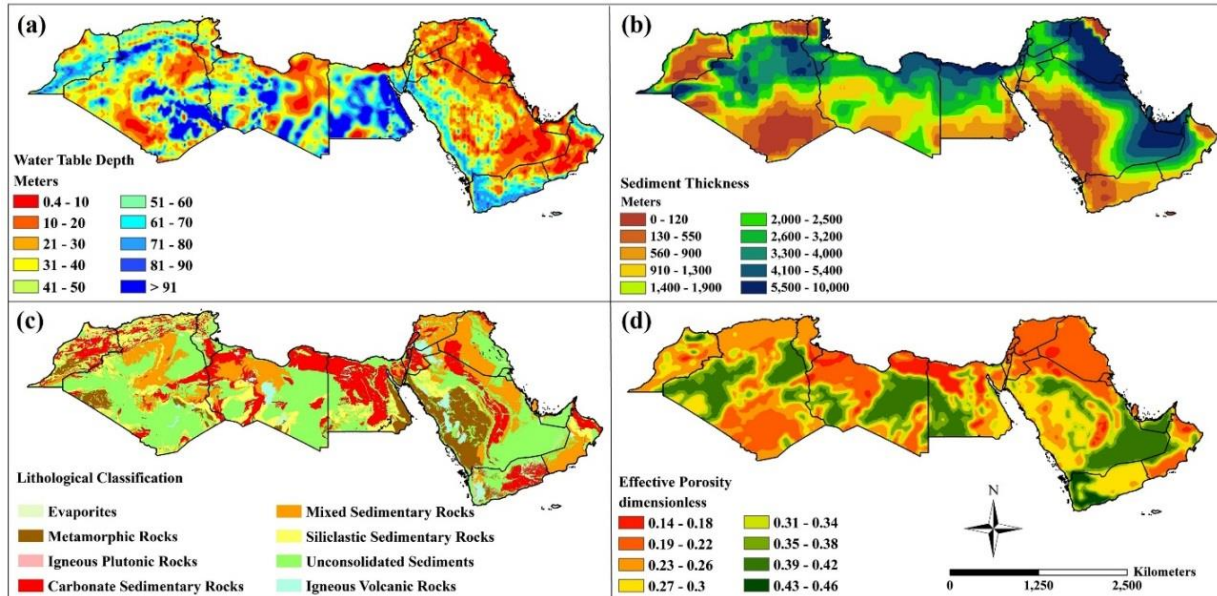 (a)
Water Table Depth
Meters
0.4 - 10
10 - 20
21 - 30
31 - 40
41 - 50
51 - 60
61 - 70
71 - 80
81 - 90
> 91
(b)
Sediment Thickness
Meters
0 - 120
130 - 550
560 - 900
910 - 1,300
1,400 - 1,900
2,000 - 2,500
2,600 - 3,200
3,300 - 4,000
4,100 - 5,400
5,500 - 10,000
(c)
Lithological Classification
Evaporites
Metamorphic Rocks
Igneous Plutonic Rocks
Carbonate Sedimentary Rocks
Mixed Sedimentary Rocks
Siliclastic Sedimentary Rocks
Unconsolidated Sediments
Igneous Volcanic Rocks
(d)
Effective Porosity
dimensionless
0.14 - 0.18
0.19 - 0.22
0.23 - 0.26
0.27 - 0.3
0.31 - 0.34
0.35 - 0.38
0.39 - 0.42
0.43 - 0.46
N
Kilometers
0 1,250 2,500